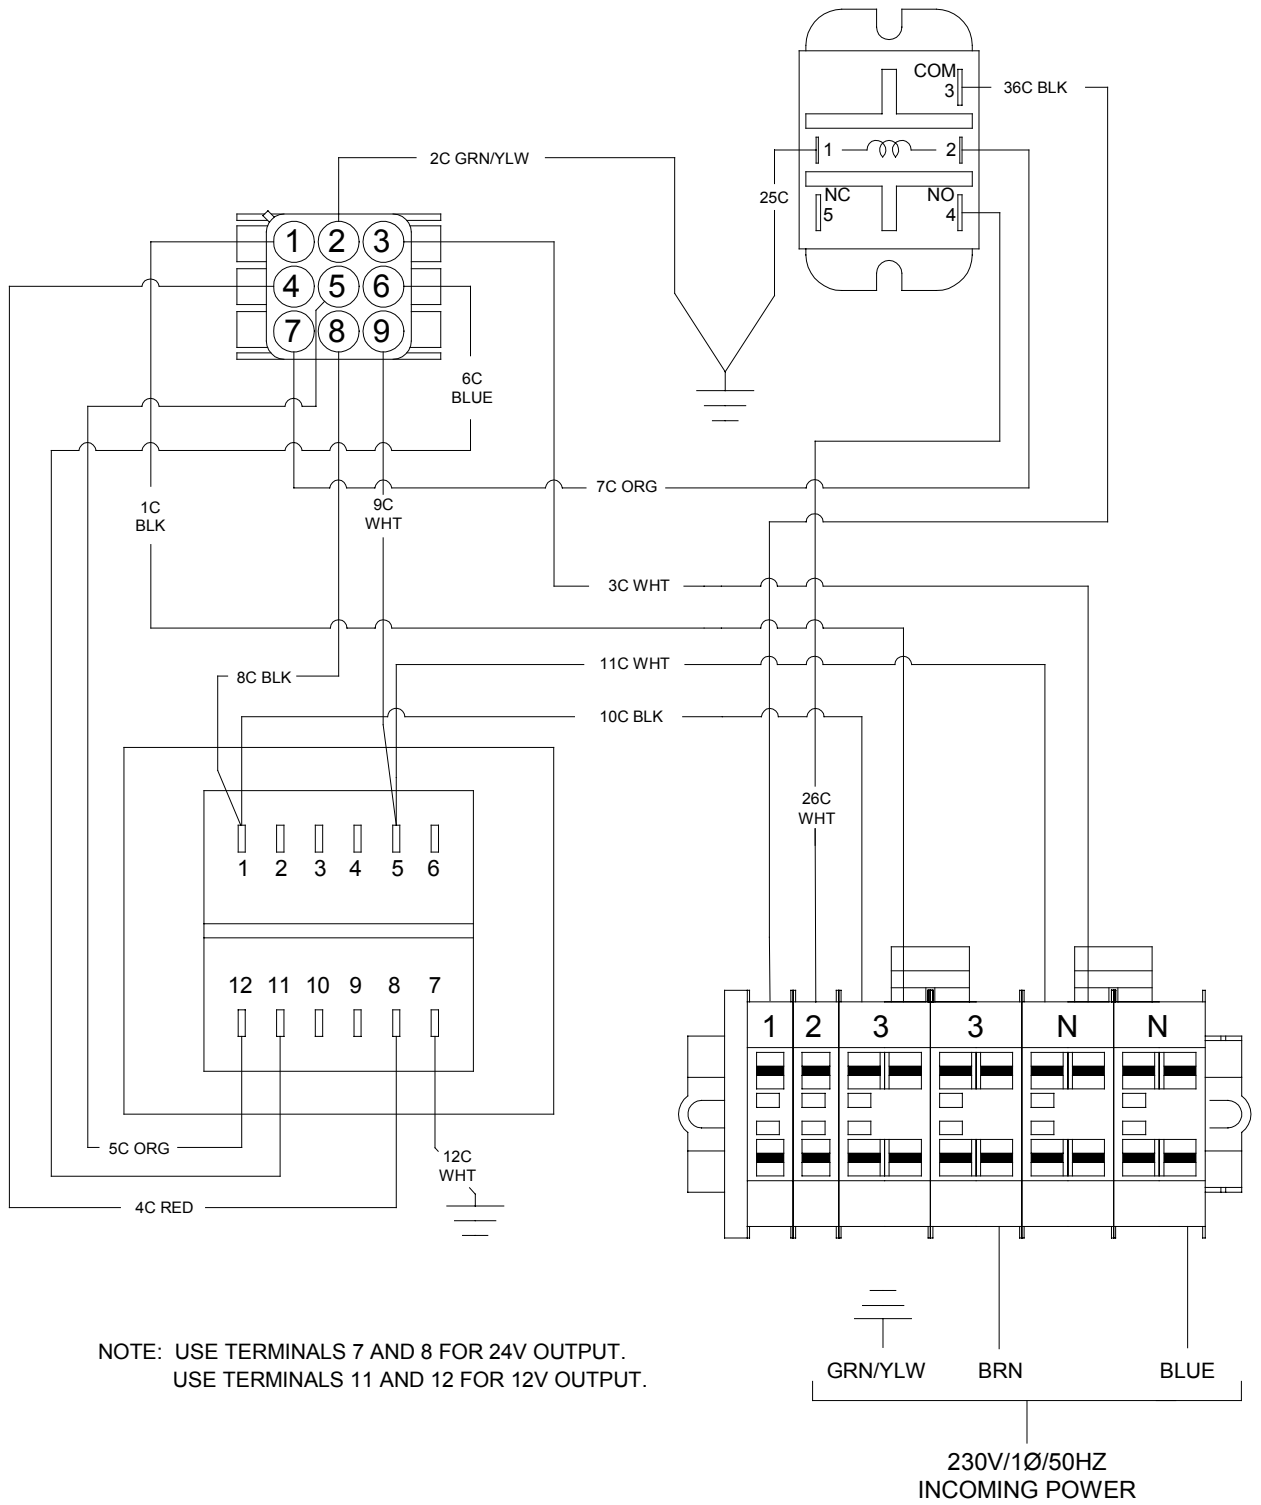 COM
3
36C BLK
1
2
2C GRN/YLW
25C
NC
5
NO
4
1 2 3
4 5 6
7 8 9
6C
BLUE
7C ORG
1C
BLK
9C
WHT
3C WHT
11C WHT
8C BLK
10C BLK
26C
WHT
1 2 3 4 5 6
12 11 10 9 8 7
1 2 3 3 N N
5C ORG
12C
WHT
4C RED
NOTE: USE TERMINALS 7 AND 8 FOR 24V OUTPUT.
USE TERMINALS 11 AND 12 FOR 12V OUTPUT.
GRN/YLW BRN BLUE
230V/1Ø/50HZ
INCOMING POWER